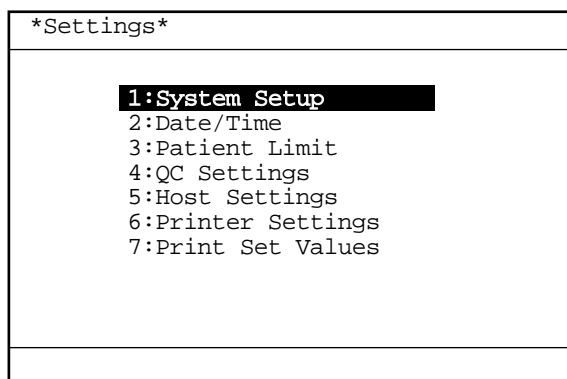 *Settings*
1:System Setup
2:Date/Time
3:Patient Limit
4:QC Settings
5:Host Settings
6:Printer Settings
7:Print Set Values